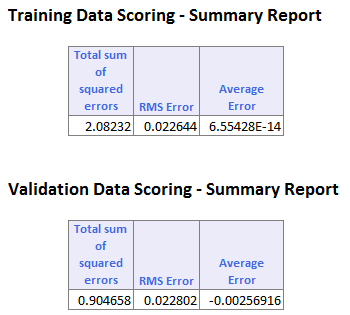 Training Data Scoring - Summary Report
Total sum
of
squared
errors RMS Error Average
Error
2.08232 0.022644 6.55428E-14
Validation Data Scoring - Summary Report
Total sum
of
squared
errors RMS Error Average
Error
0.904658 0.022802 -0.00256916